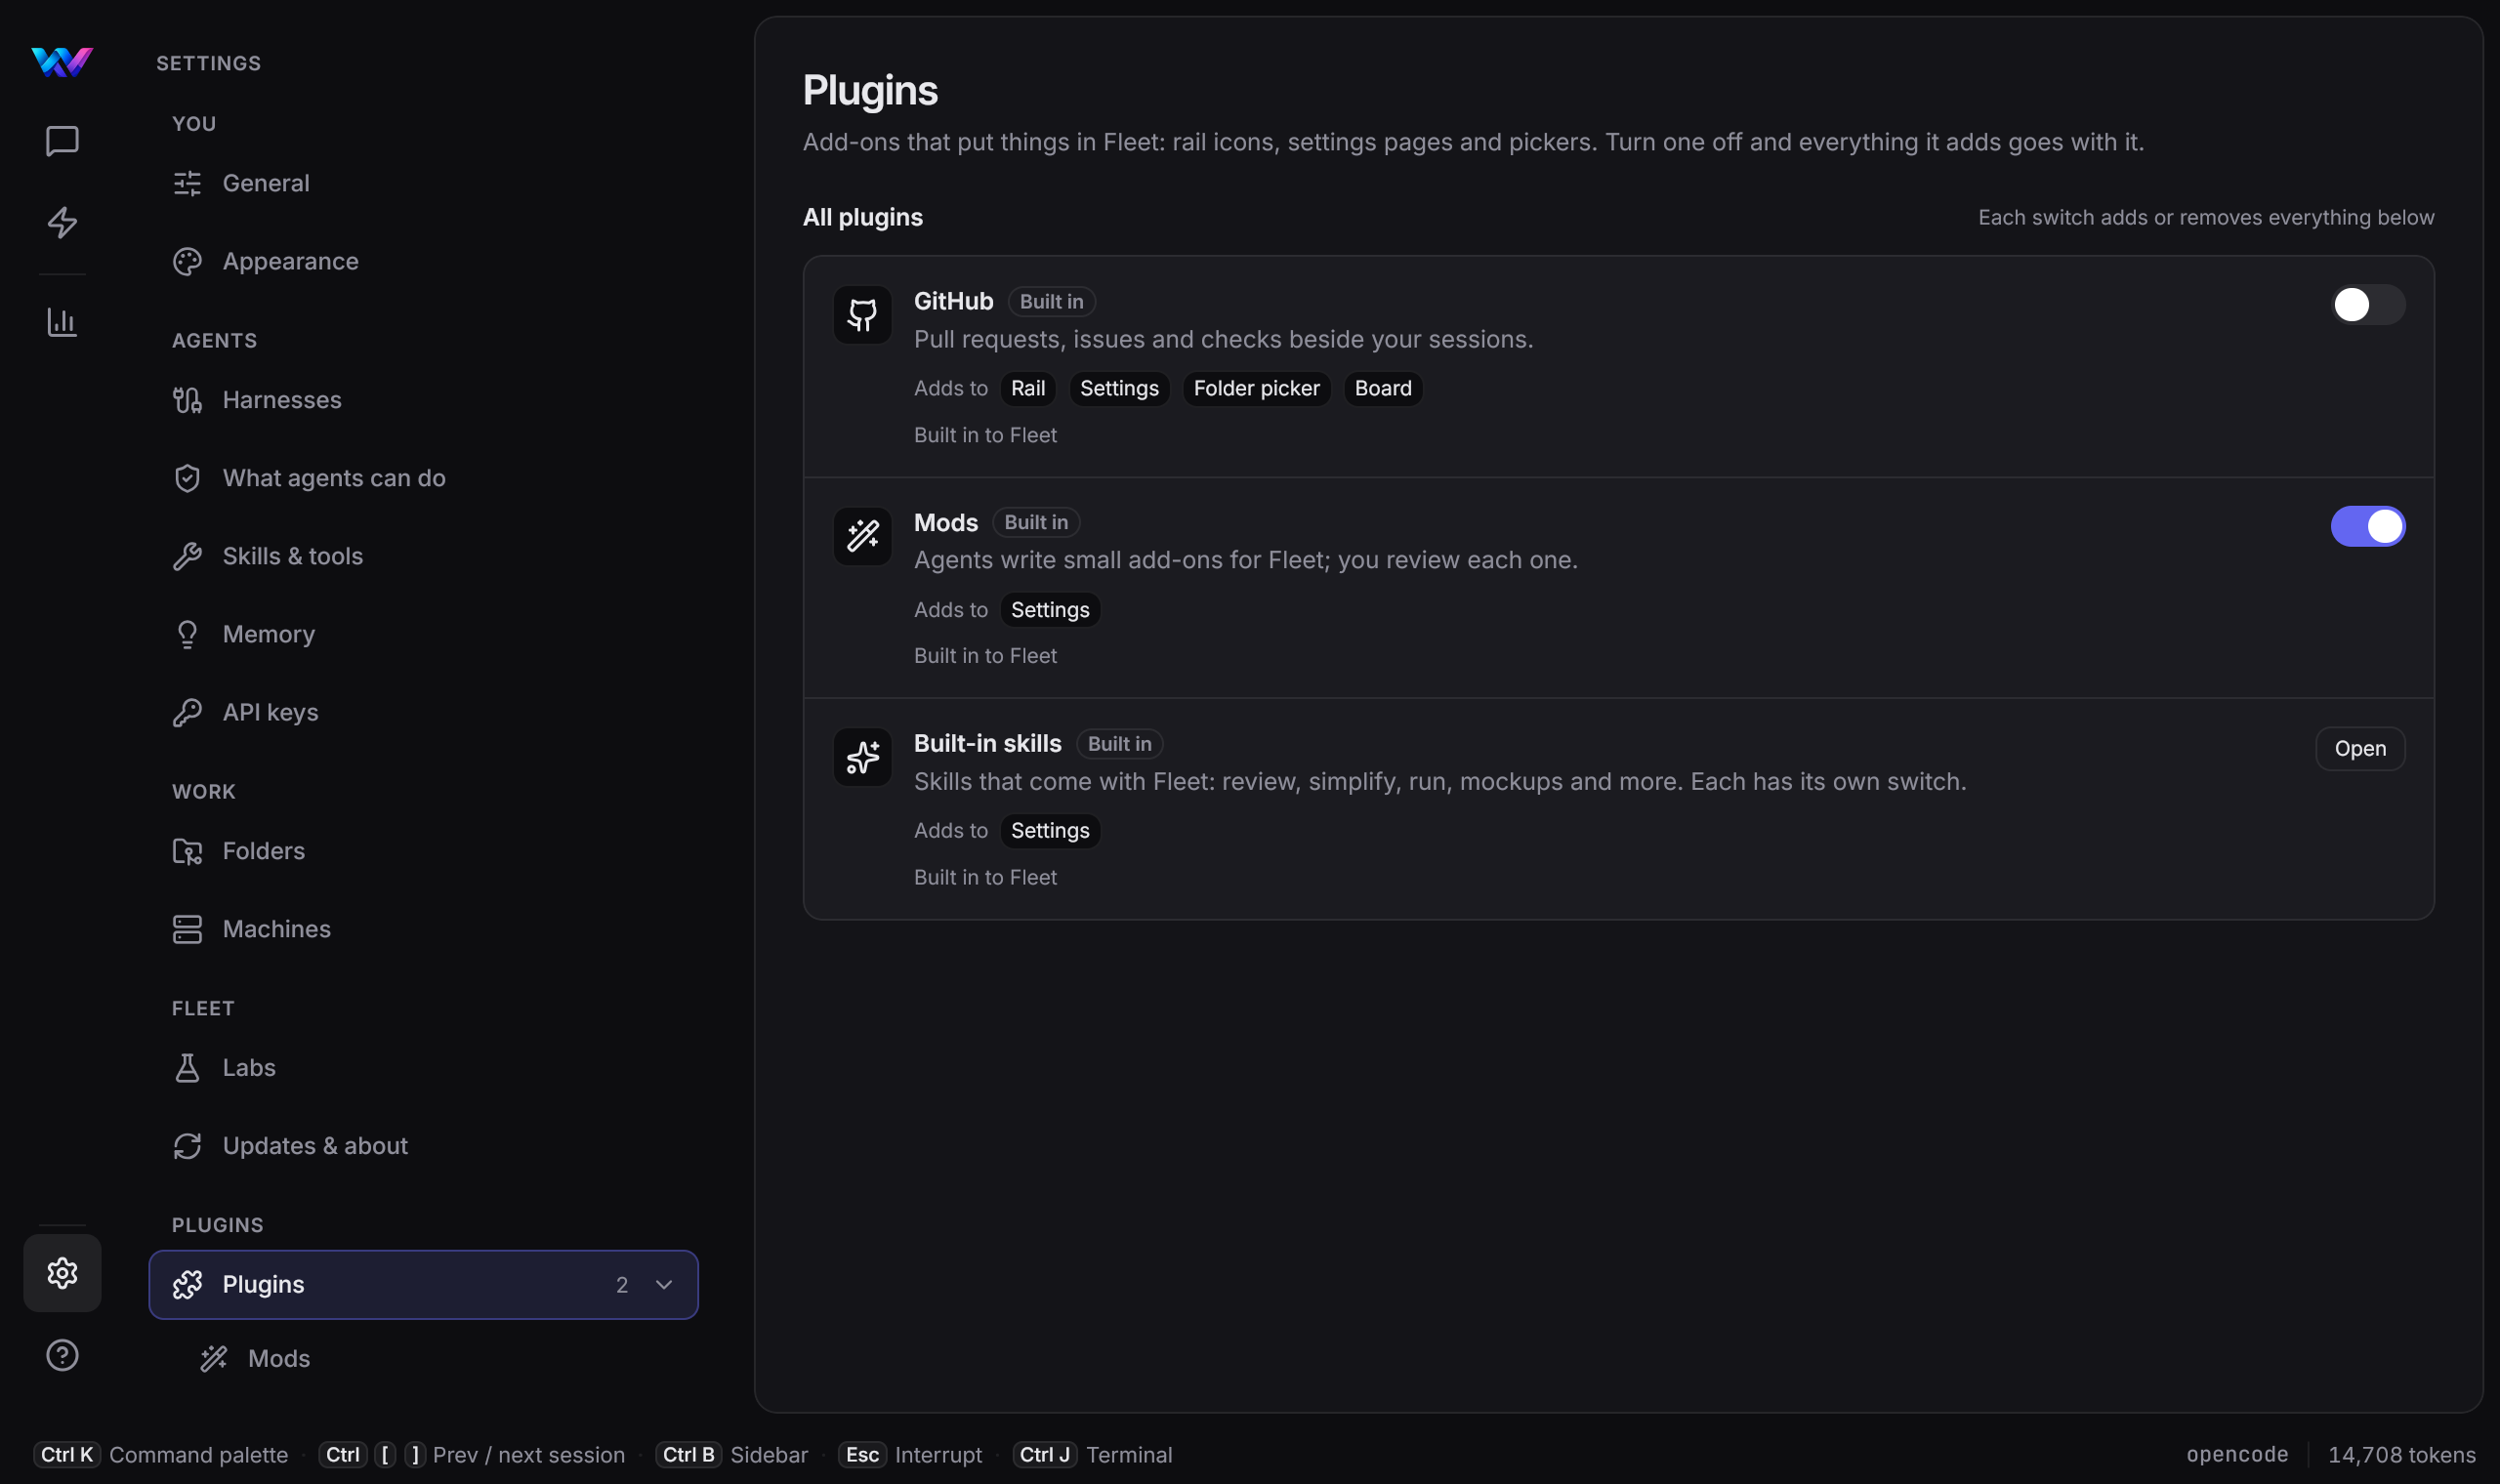 SETTINGS
YOU
General
Appearance
AGENTS
Harnesses
What agents can do
Skills & tools
Memory
API keys
WORK
Folders
Machines
FLEET
Labs
Updates & about
PLUGINS
Plugins 2
Mods
Plugins
Add-ons that put things in Fleet: rail icons, settings pages and pickers. Turn one off and everything it adds goes with it.
All plugins
Each switch adds or removes everything below
GitHub Built in
Pull requests, issues and checks beside your sessions.
Adds to Rail Settings Folder picker Board
Built in to Fleet
Mods Built in
Agents write small add-ons for Fleet; you review each one.
Adds to Settings
Built in to Fleet
Built-in skills Built in
Open
Skills that come with Fleet: review, simplify, run, mockups and more. Each has its own switch.
Adds to Settings
Built in to Fleet
Ctrl K Command palette · Ctrl [ ] Prev / next session · Ctrl B Sidebar · Esc Interrupt · Ctrl J Terminal
opencode 14,708 tokens